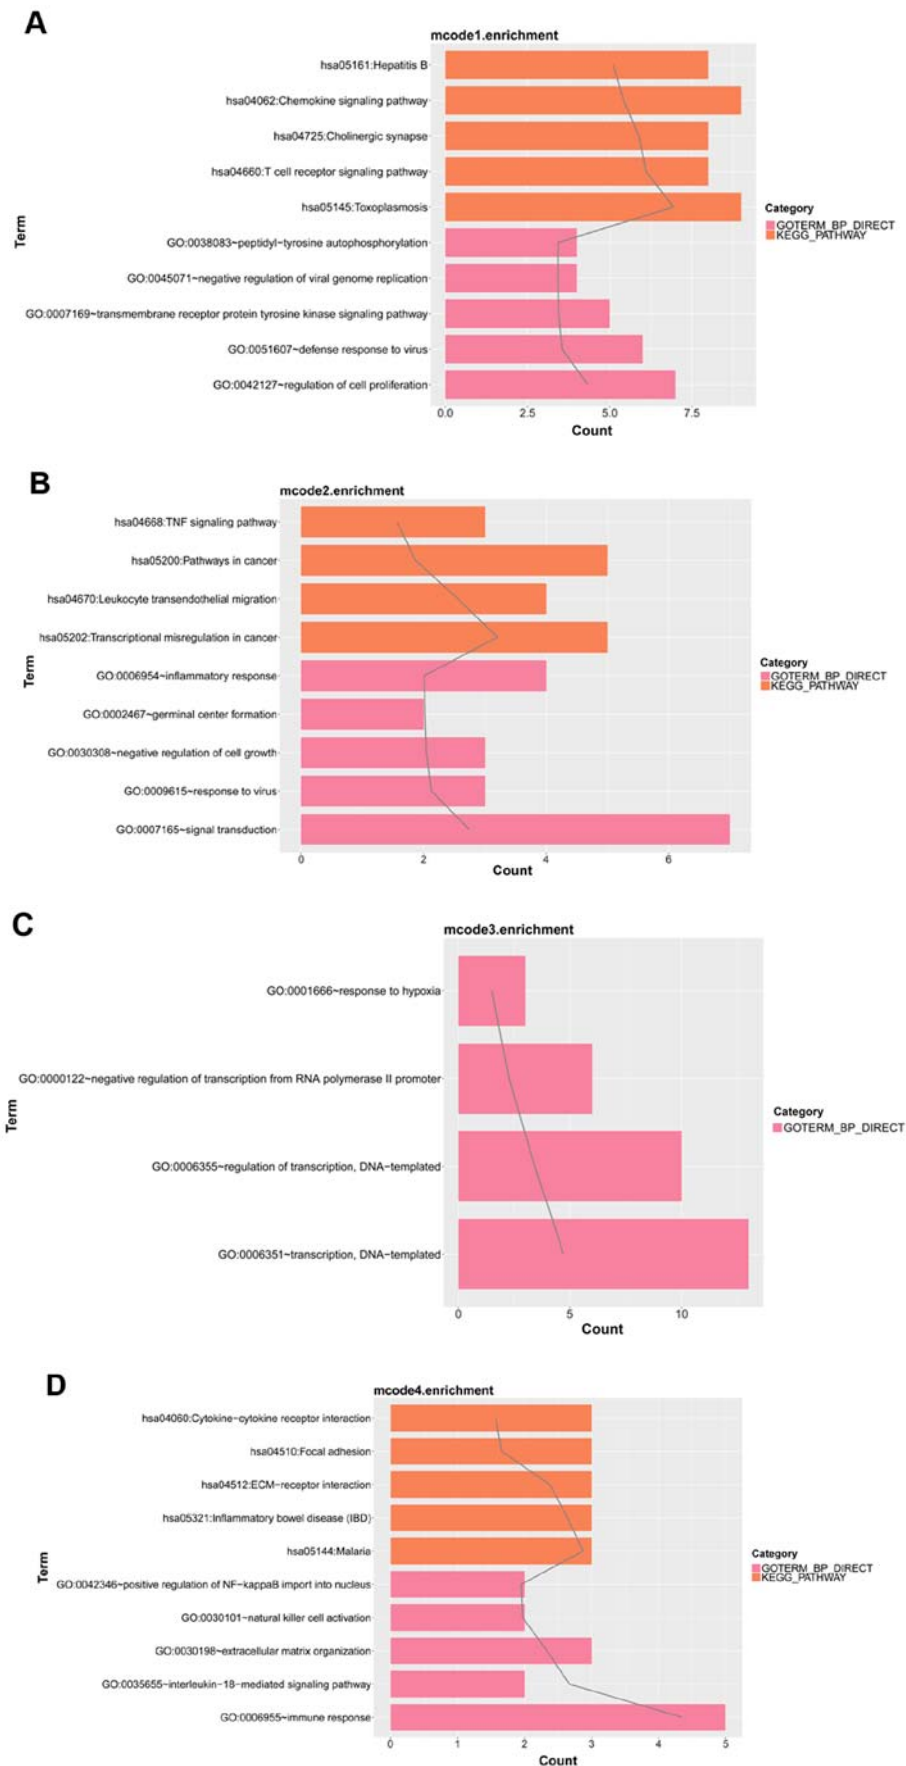 A
mcode1.enrichment
hsa05161:Hepatitis B
hsa04062:Chemokine signaling pathway
hsa04725:Cholinergic synapse
hsa04660:T cell receptor signaling pathway
hsa05145:Toxoplasmosis
GO:0038083~peptidyl-tyrosine autophosphorylation
GO:0045071~negative regulation of viral genome replication
GO:0007169~transmembrane receptor protein tyrosine kinase signaling pathway
GO:0051607~defense response to virus
GO:0042127~regulation of cell proliferation
Term
0.0 2.5 5.0 7.5
Count
Category
GOTERM_BP_DIRECT
KEGG_PATHWAY
B
mcode2.enrichment
hsa04668:TNF signaling pathway
hsa05200:Pathways in cancer
hsa04670:Leukocyte transendothelial migration
hsa05202:Transcriptional misregulation in cancer
GO:0006954~inflammatory response
GO:0002467~germinal center formation
GO:0030308~negative regulation of cell growth
GO:0009615~response to virus
GO:0007165~signal transduction
Term
0 2 4 6
Count
Category
GOTERM_BP_DIRECT
KEGG_PATHWAY
C
mcode3.enrichment
GO:0001666~response to hypoxia
GO:0000122~negative regulation of transcription from RNA polymerase II promoter
GO:0006355~regulation of transcription, DNA-templated
GO:0006351~transcription, DNA-templated
Term
0 5 10
Count
Category
GOTERM_BP_DIRECT
D
mcode4.enrichment
hsa04060:Cytokine-cytokine receptor interaction
hsa04510:Focal adhesion
hsa04512:ECM-receptor interaction
hsa05321:Inflammatory bowel disease (IBD)
hsa05144:Malaria
GO:0042346~positive regulation of NF-kappaB import into nucleus
GO:0030101~natural killer cell activation
GO:0030198~extracellular matrix organization
GO:0035655~interleukin-18-mediated signaling pathway
GO:0006955~immune response
Term
0 1 2 3 4 5
Count
Category
GOTERM_BP_DIRECT
KEGG_PATHWAY